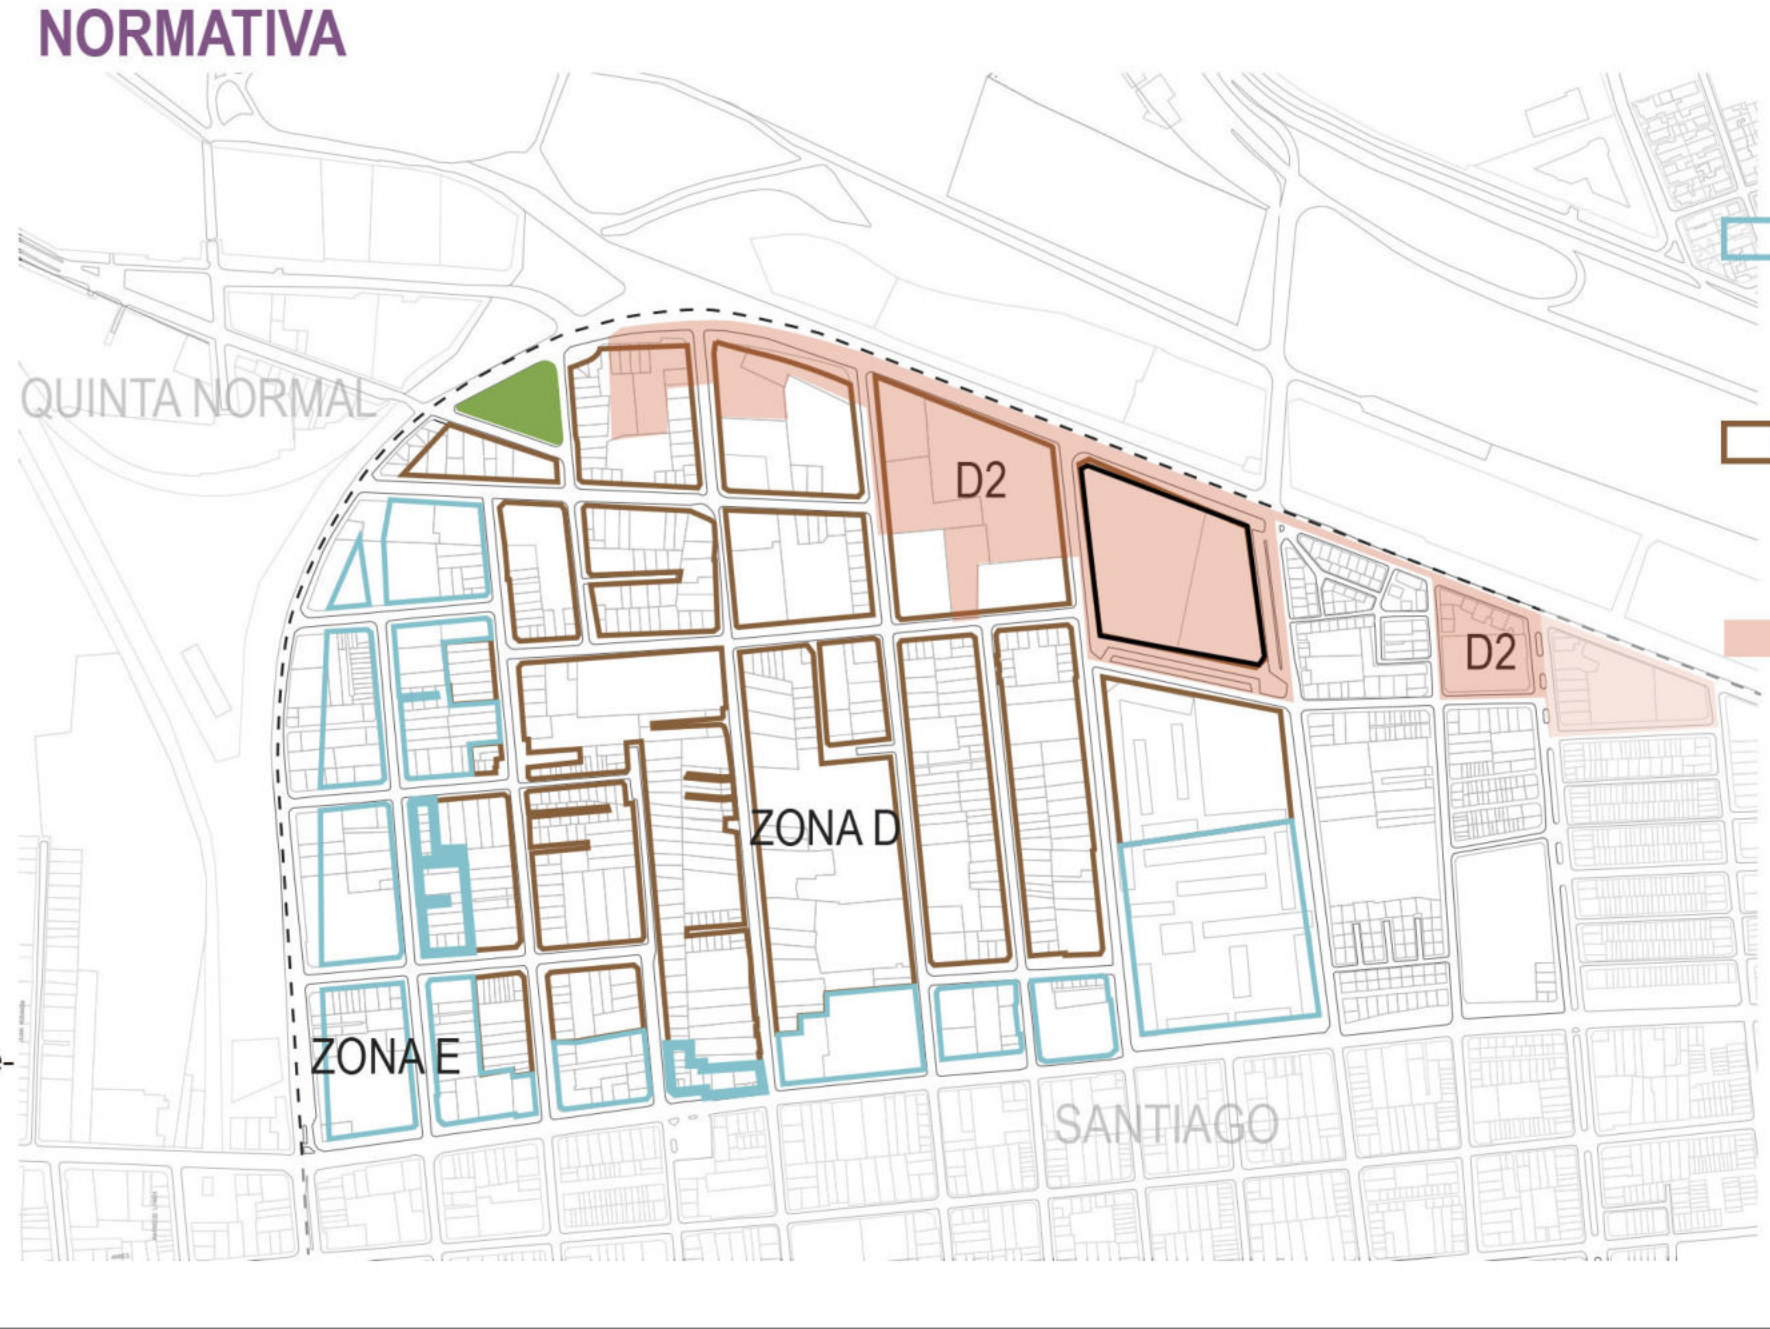 NORMATIVA
QUINTA NORMAL
D2
D2
ZONA D
ZONA E
SANTIAGO